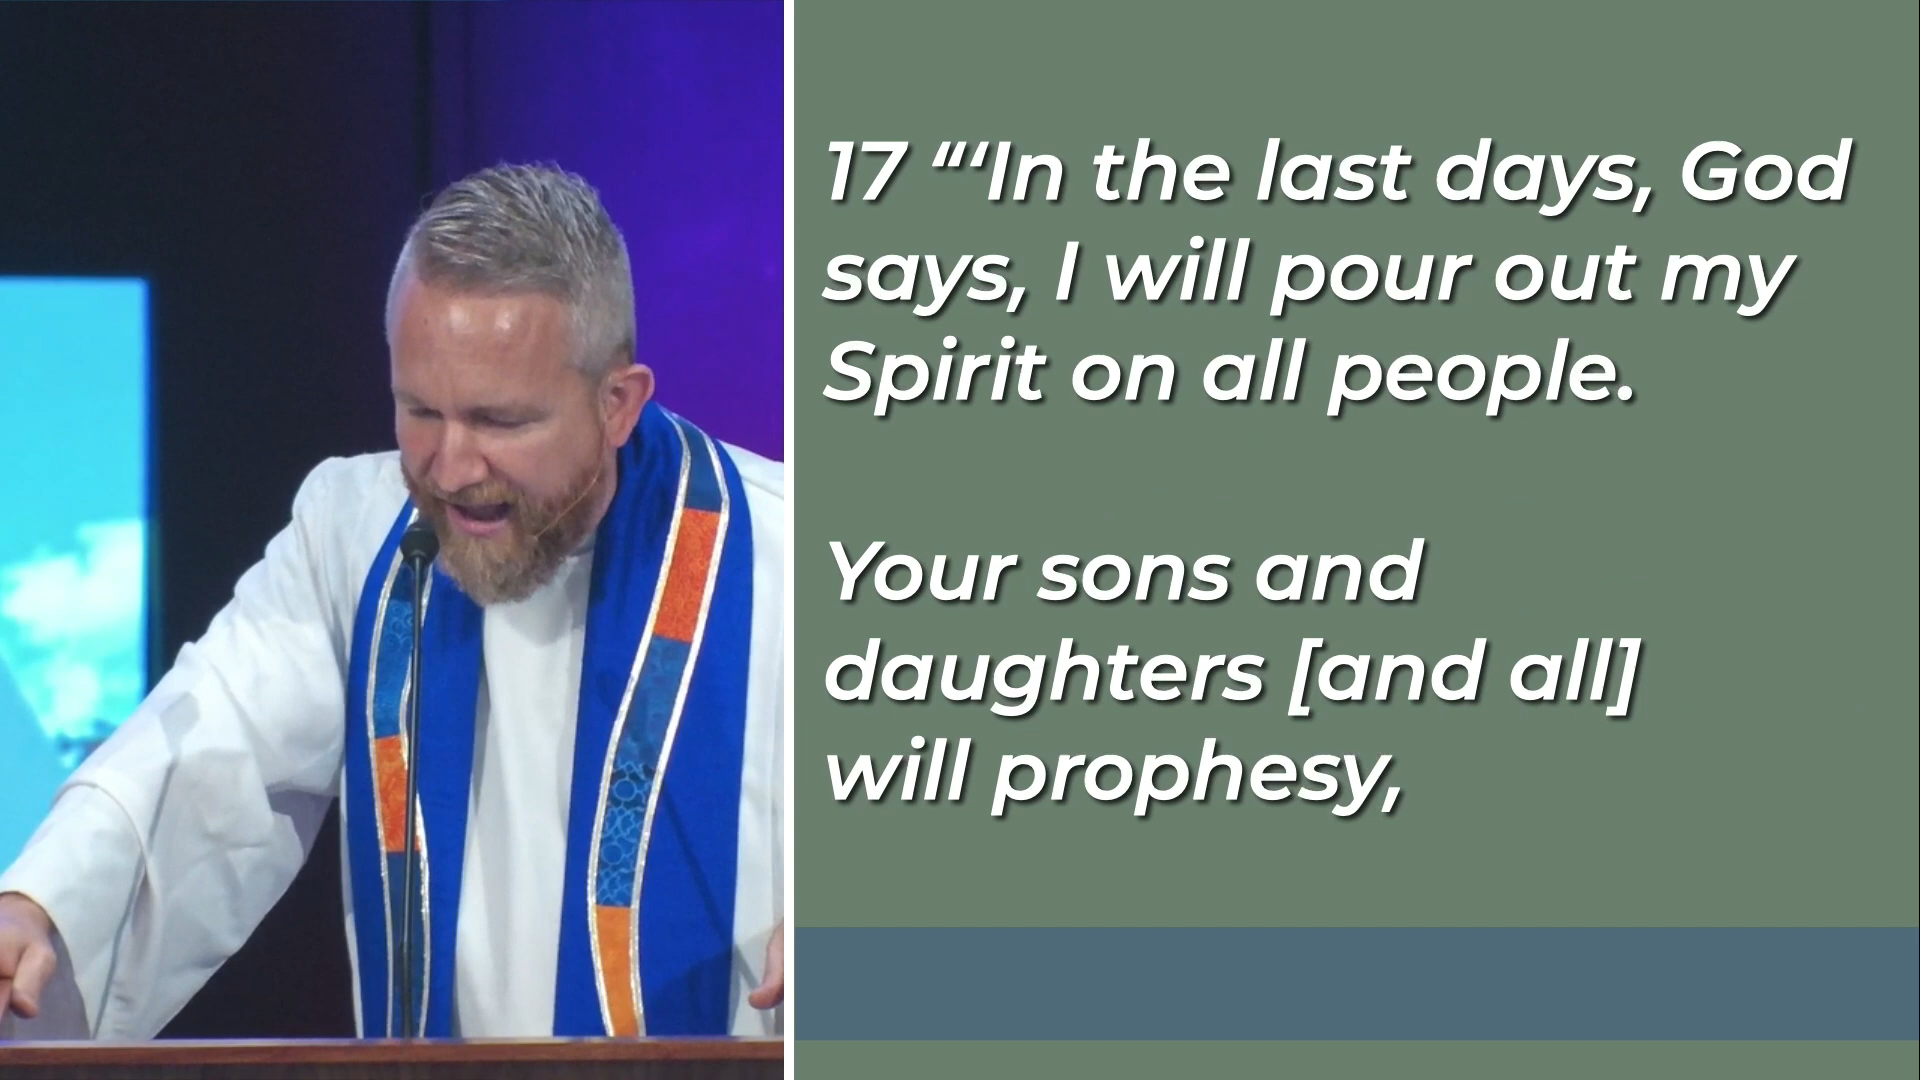 17 “‘In the last days, God
says, I will pour out my
Spirit on all people.
Your sons and
daughters [and all]
will prophesy,